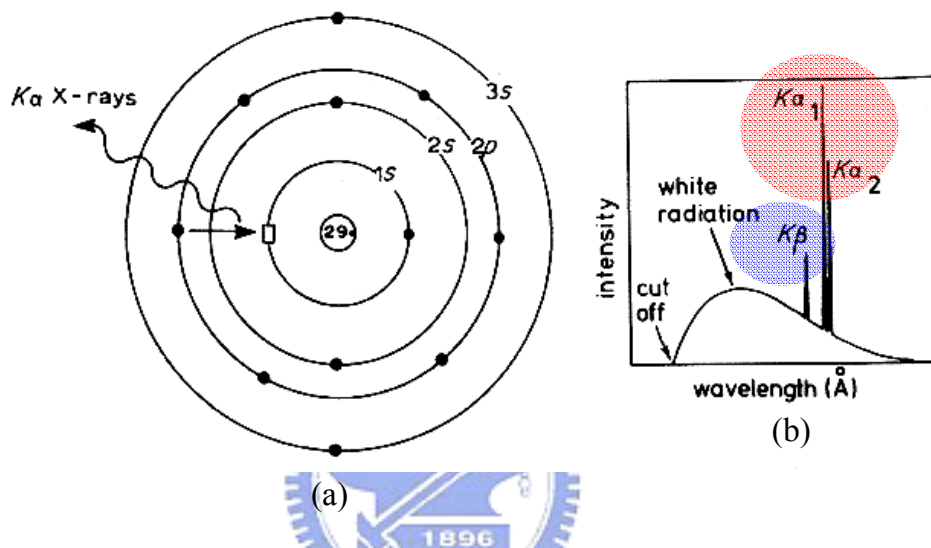 Kα X-rays
3s
2s
2p
1s
29
(a)
Kα 1
Kα 2
white
radiation
Kβ
cut
off
intensity
wavelength (Å)
(b)
1896